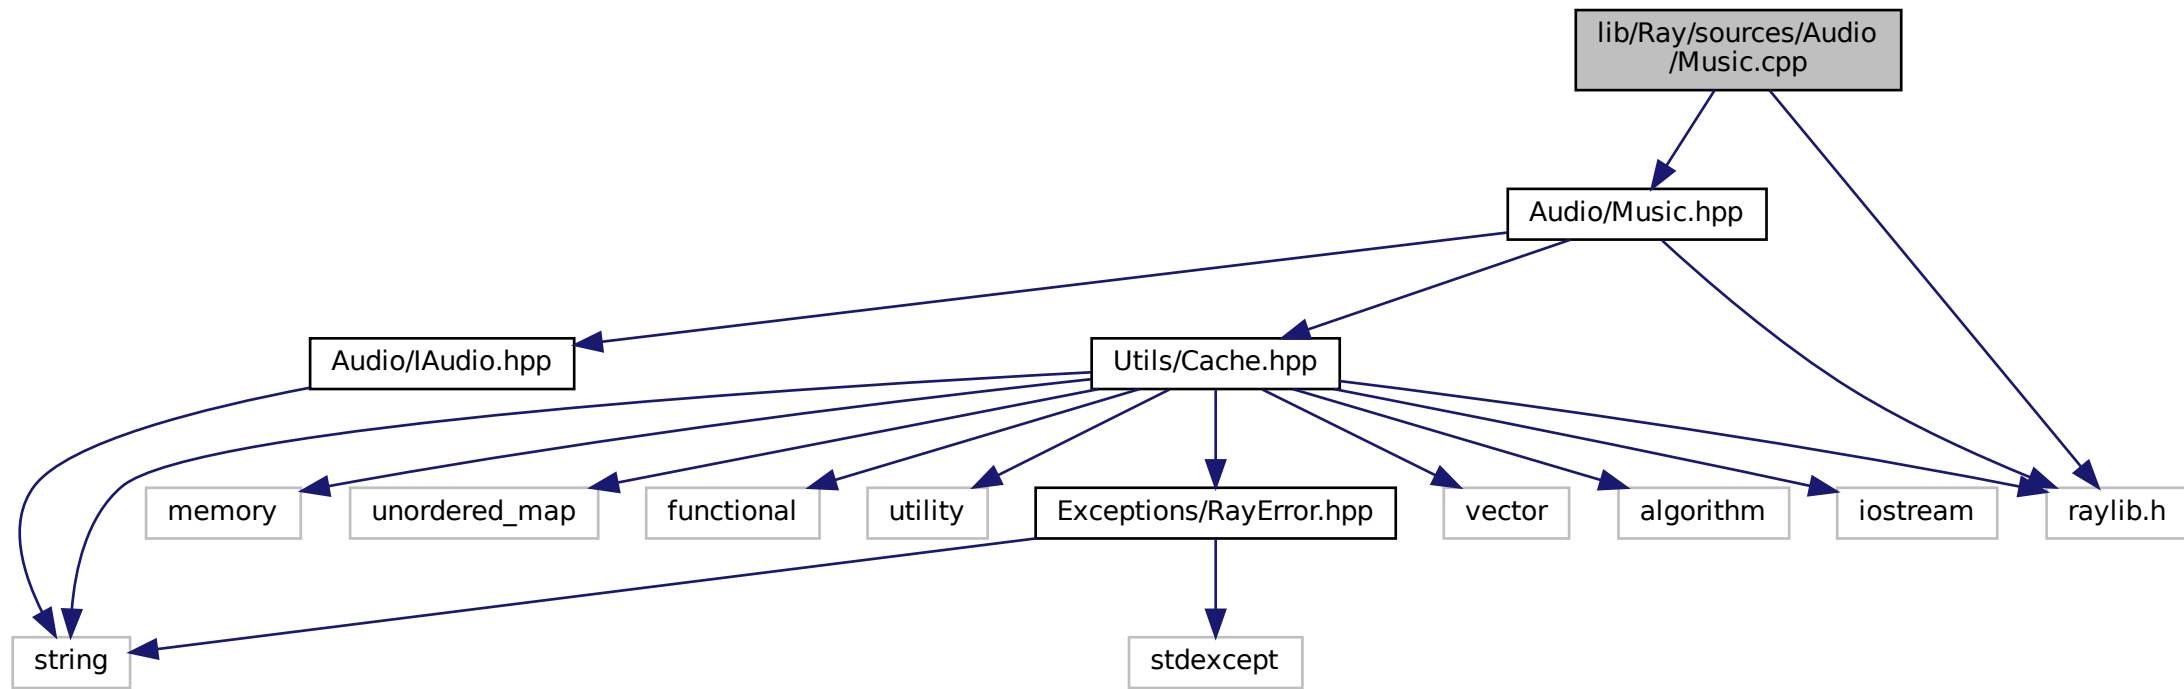 lib/Ray/sources/Audio
/Music.cpp
Audio/Music.hpp
Audio/IAudio.hpp
Utils/Cache.hpp
memory
unordered_map
functional
utility
Exceptions/RayError.hpp
vector
algorithm
iostream
raylib.h
string
stdexcept